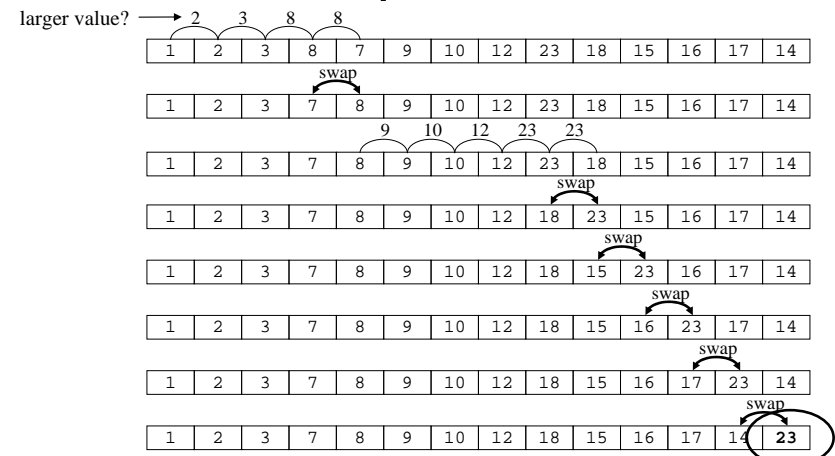 larger value? 2 3 8 8
1 2 3 8 7 9 10 12 23 18 15 16 17 14
swap
1 2 3 7 8 9 10 12 23 18 15 16 17 14
9 10 12 23 23
1 2 3 7 8 9 10 12 23 18 15 16 17 14
swap
1 2 3 7 8 9 10 12 18 23 15 16 17 14
swap
1 2 3 7 8 9 10 12 18 15 23 16 17 14
swap
1 2 3 7 8 9 10 12 18 15 16 23 17 14
swap
1 2 3 7 8 9 10 12 18 15 16 17 23 14
swap
1 2 3 7 8 9 10 12 18 15 16 17 14 23